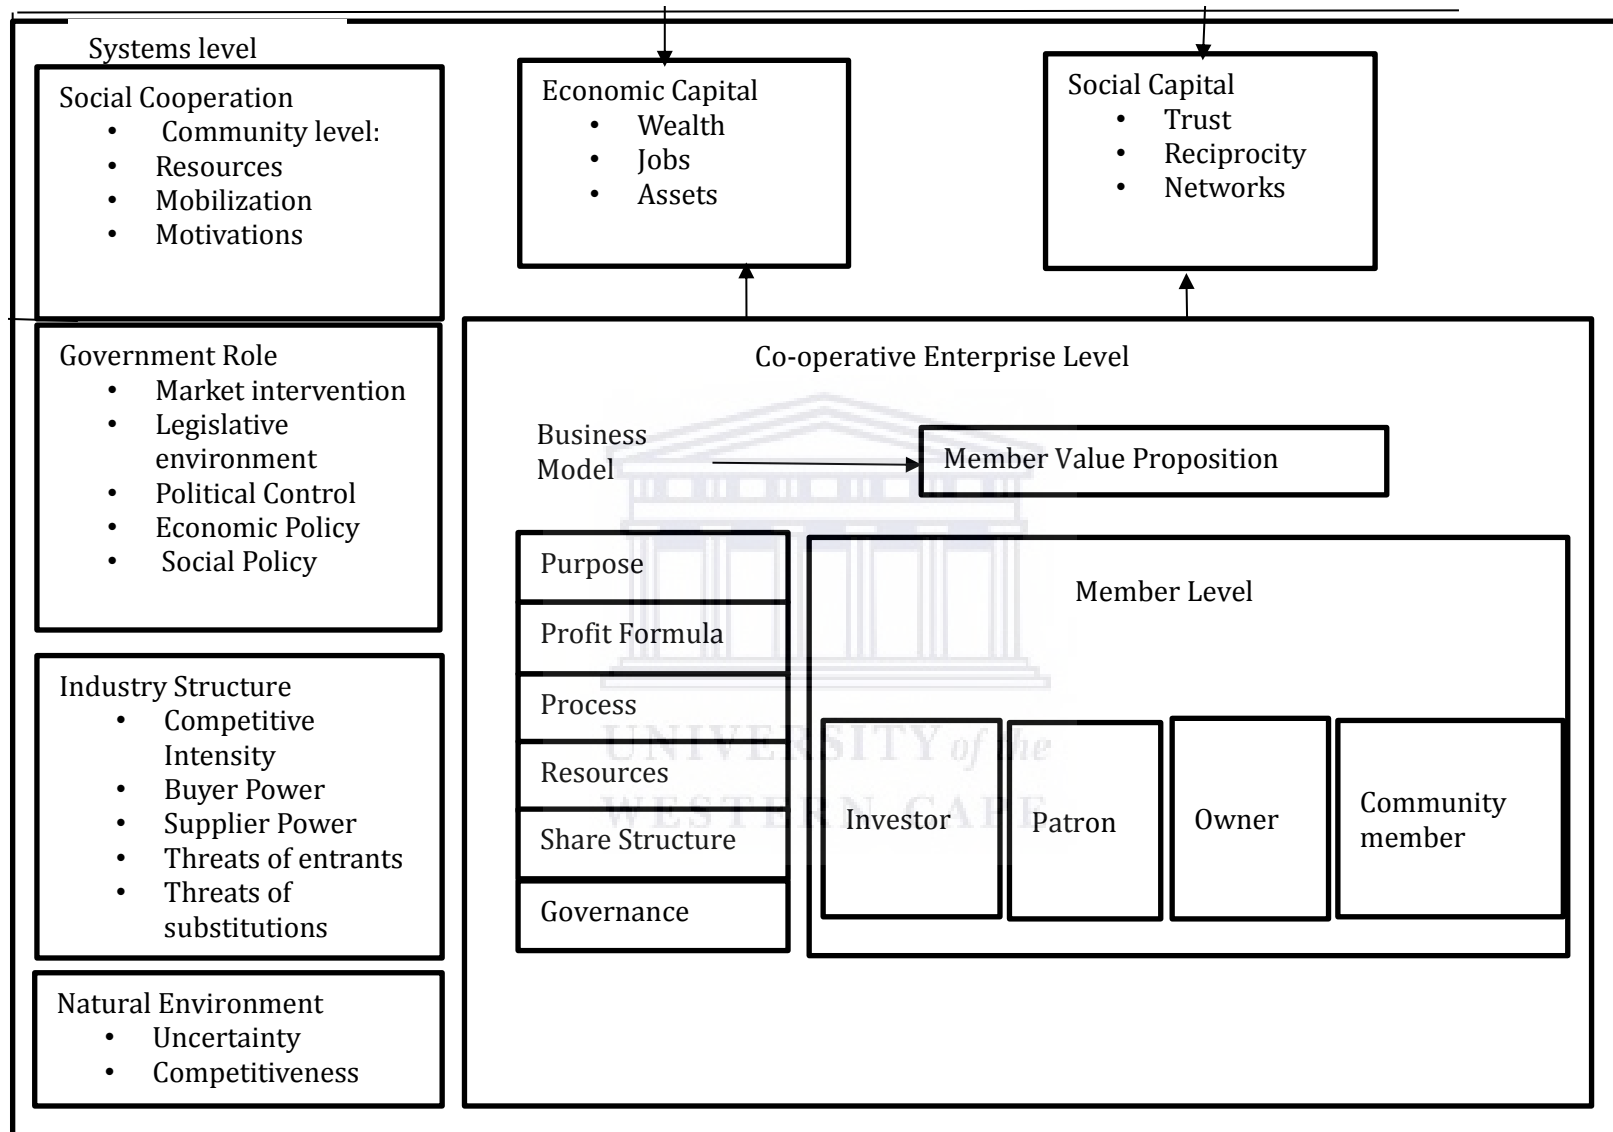 Systems level
Social Cooperation
• Community level:
• Resources
• Mobilization
• Motivations
Economic Capital
• Wealth
• Jobs
• Assets
Social Capital
• Trust
• Reciprocity
• Networks
Government Role
• Market intervention
• Legislative
environment
• Political Control
• Economic Policy
• Social Policy
Industry Structure
• Competitive
Intensity
• Buyer Power
• Supplier Power
• Threats of entrants
• Threats of
substitutions
Natural Environment
• Uncertainty
• Competitiveness
Co-operative Enterprise Level
Business
Model
Member Value Proposition
Purpose
Profit Formula
Process
Resources
Share Structure
Governance
Member Level
Investor
Patron
Owner
Community
member
UNIVERSITY of the
WESTERN CAPE